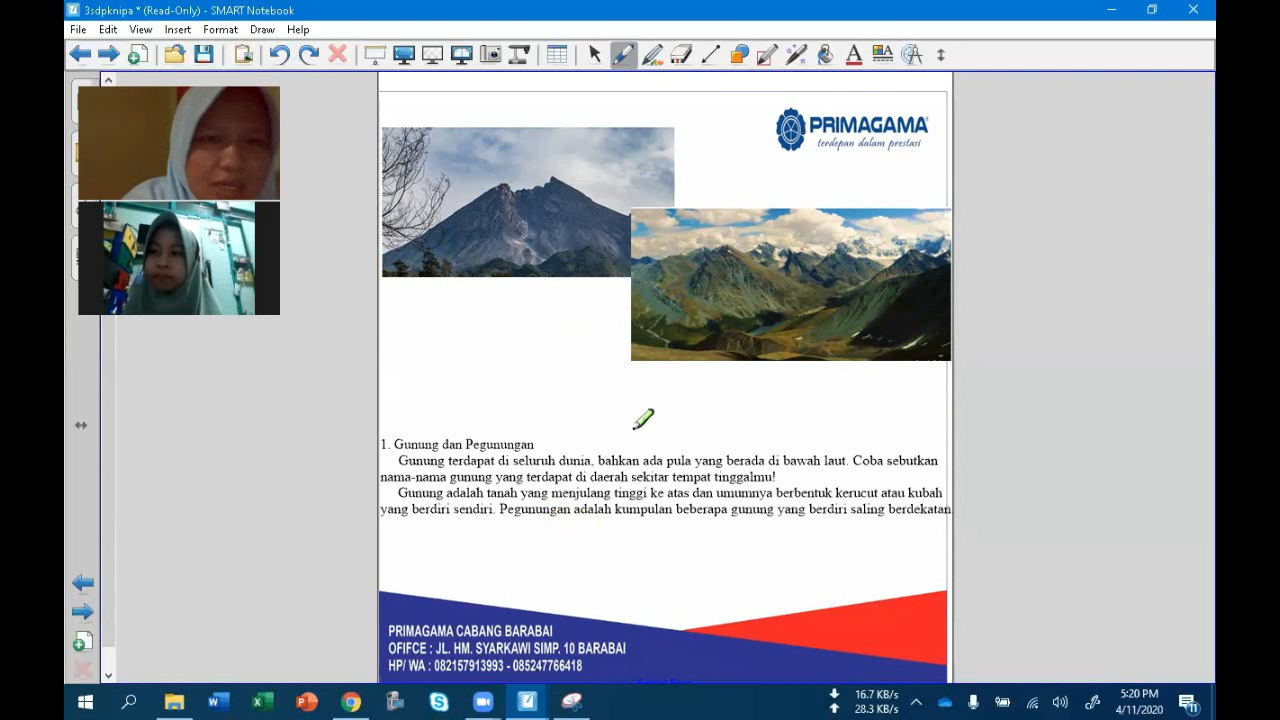 3sdpknipa * (Read-Only) - SMART Notebook
File Edit View Insert Format Draw Help
PRIMAGAMA
terdepan dalam prestasi
1. Gunung dan Pegunungan
Gunung terdapat di seluruh dunia, bahkan ada pula yang berada di bawah laut. Coba sebutkan
nama-nama gunung yang terdapat di daerah sekitar tempat tinggalmu!
Gunung adalah tanah yang menjulang tinggi ke atas dan umumnya berbentuk kerucut atau kubah
yang berdiri sendiri. Pegunungan adalah kumpulan beberapa gunung yang berdiri saling berdekatan.
PRIMAGAMA CABANG BARABAI
OFIFCE : JL. HM. SYARKAWI SIMP. 10 BARABAI
HP/ WA : 082157913993 - 085247766418
16.7 KB/s
28.3 KB/s
5:20 PM
4/11/2020
11